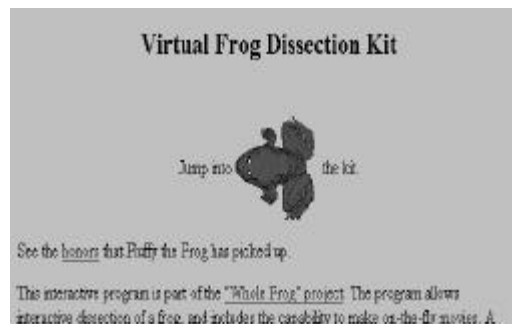 Virtual Frog Dissection Kit
Jump into the kit.
See the honors that Fluffy the Frog has picked up.
This interactive program is part of the "Whole Frog" project. The program allows
interactive dissection of a frog, and includes the capability to make on-the-fly movies. A